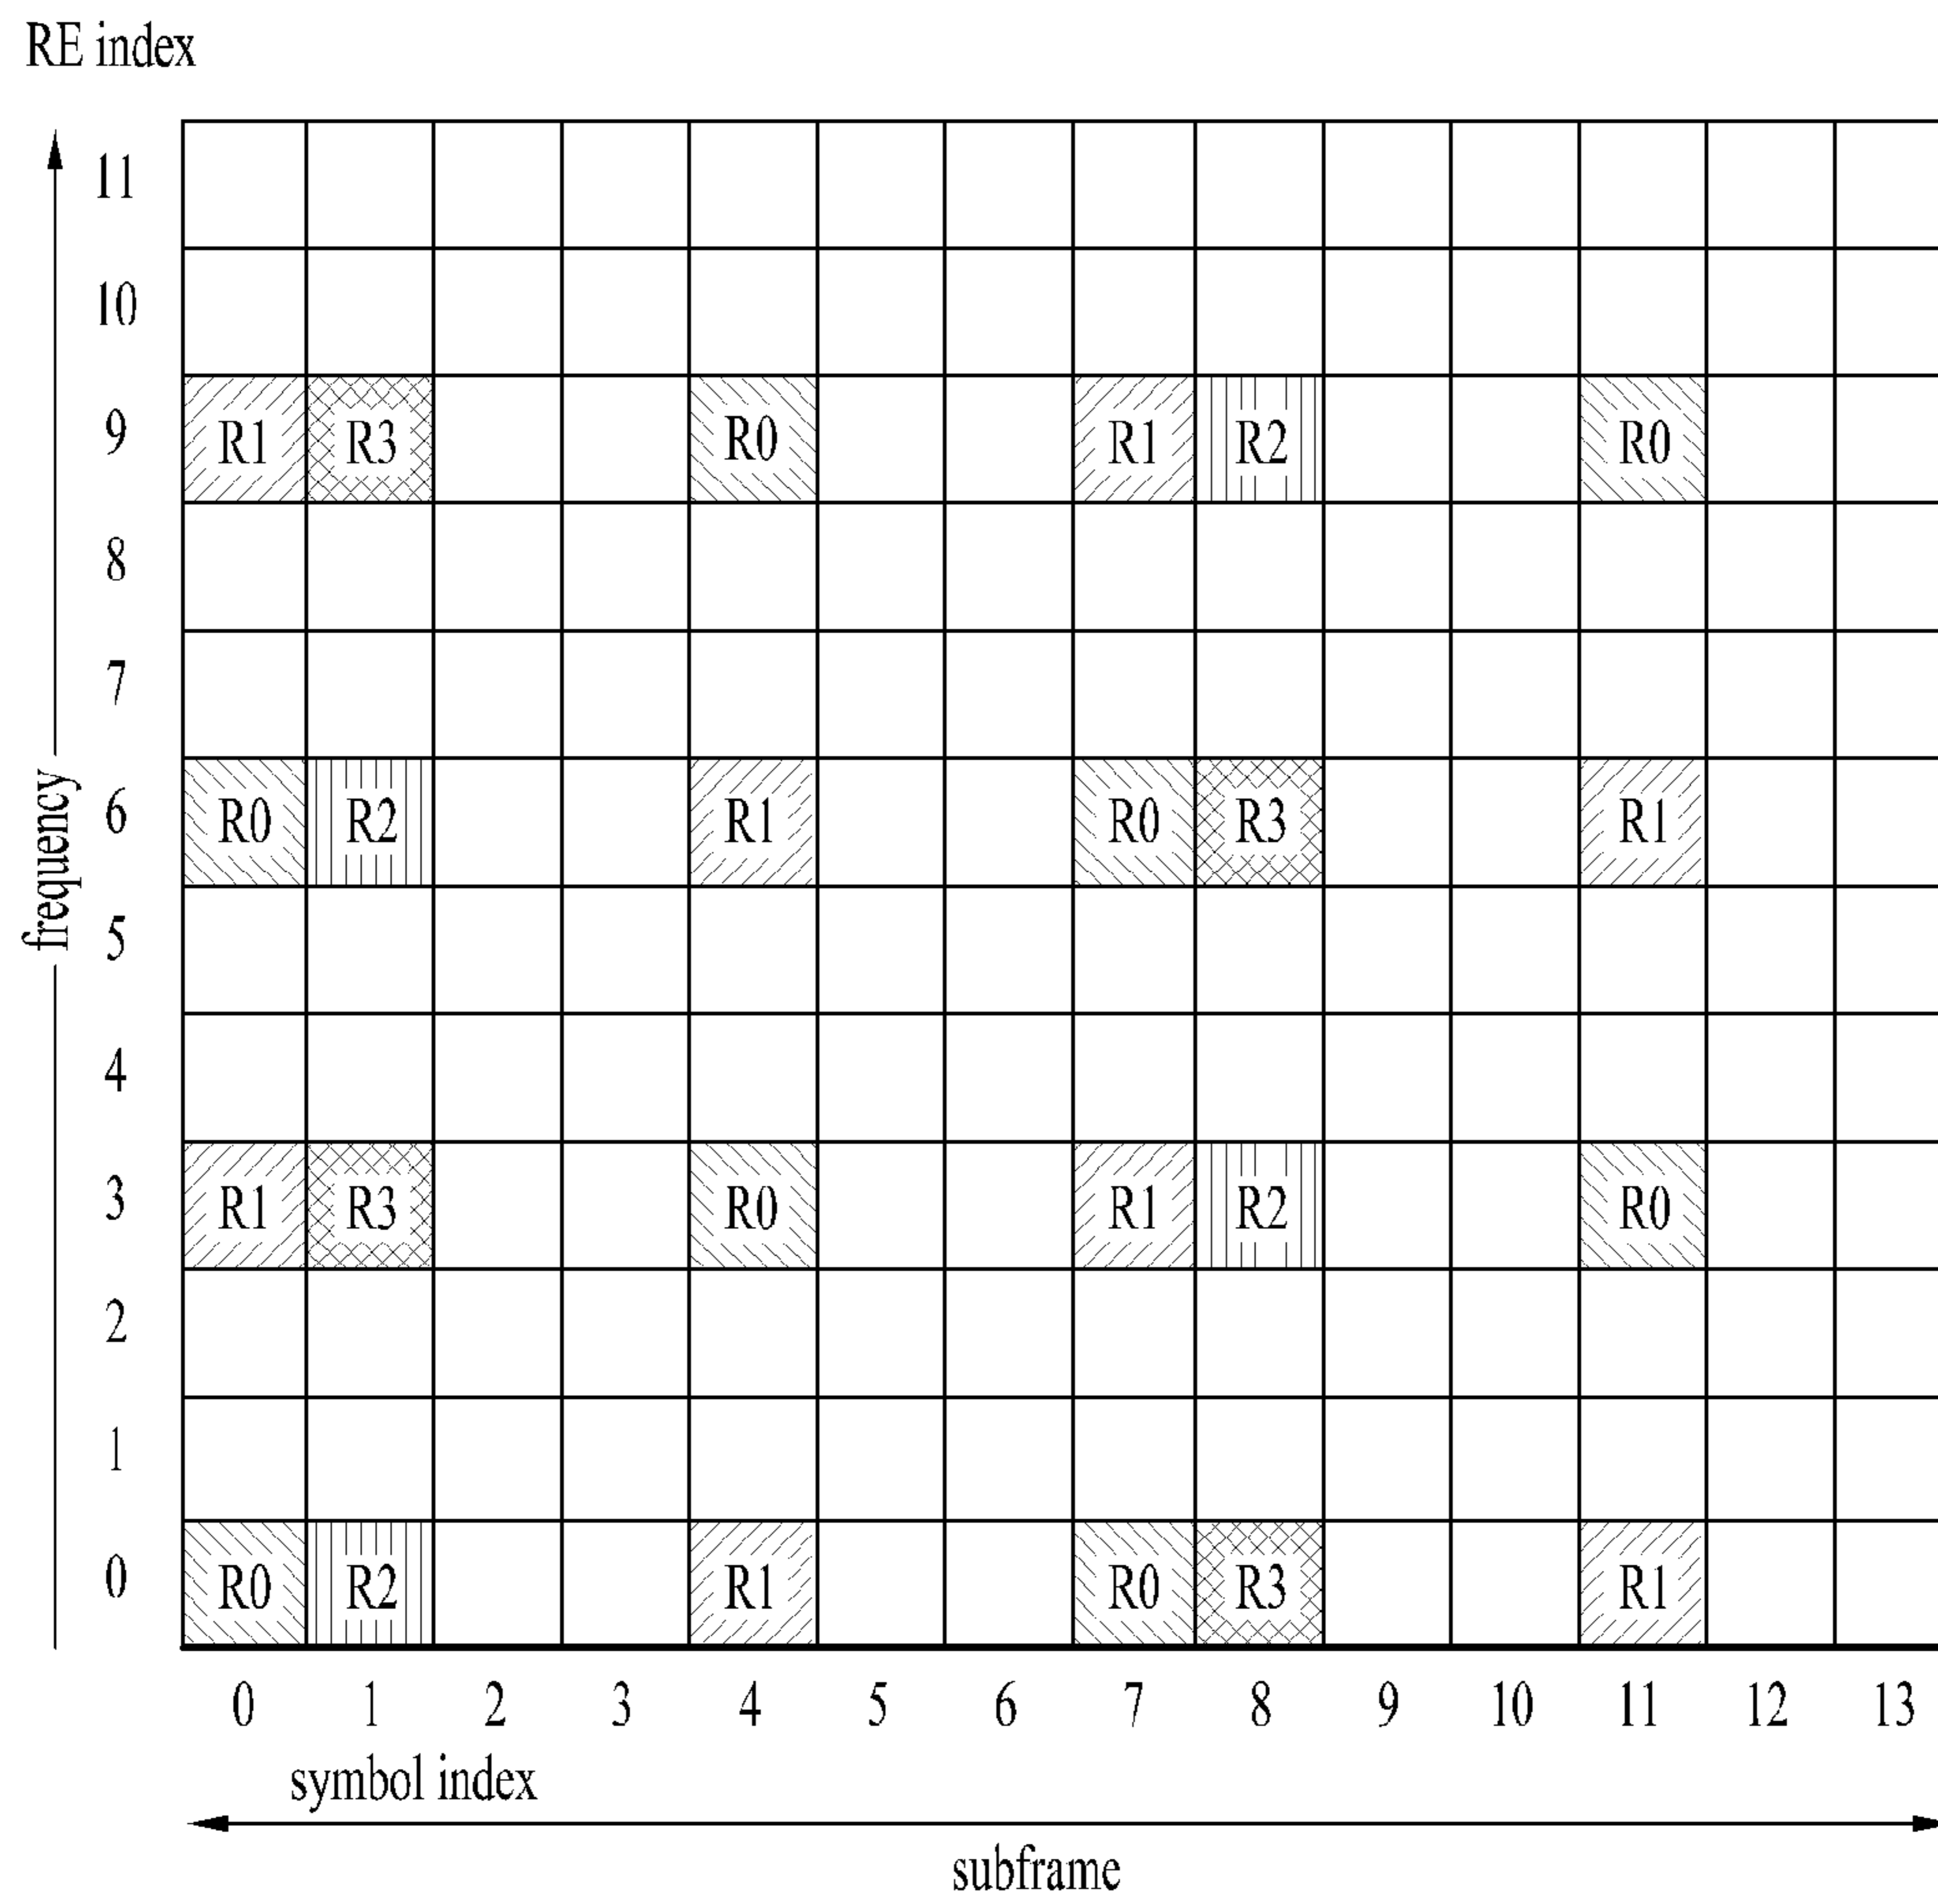 RE index
11
10
9 R1 R3 R0 R1 R2 R0
8
7
6 R0 R2 R1 R0 R3 R1
5
4
3 R1 R3 R0 R1 R2 R0
2
1
0 R0 R2 R1 R0 R3 R1
frequency
0 1 2 3 4 5 6 7 8 9 10 11 12 13
symbol index
subframe